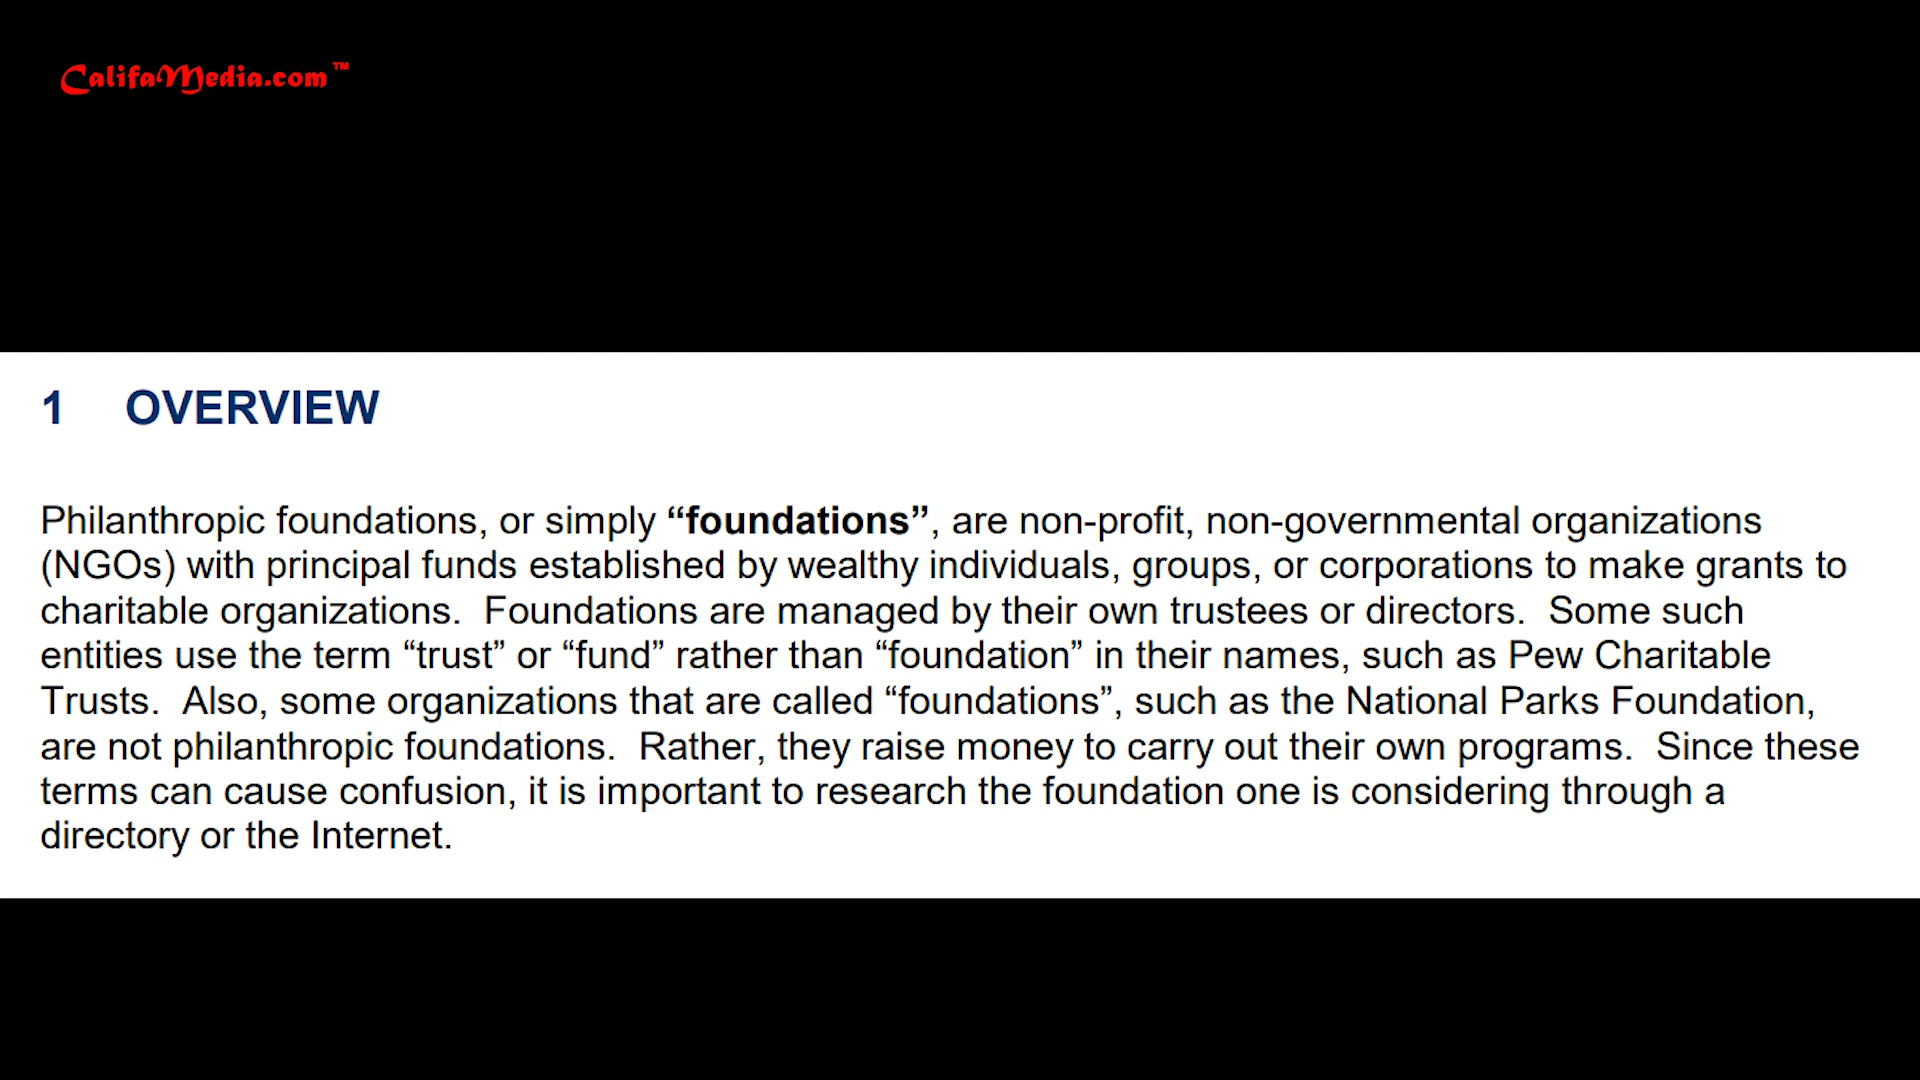 CalifaMedia.com™
1 OVERVIEW
Philanthropic foundations, or simply “foundations”, are non-profit, non-governmental organizations
(NGOs) with principal funds established by wealthy individuals, groups, or corporations to make grants to
charitable organizations.  Foundations are managed by their own trustees or directors.  Some such
entities use the term “trust” or “fund” rather than “foundation” in their names, such as Pew Charitable
Trusts.  Also, some organizations that are called “foundations”, such as the National Parks Foundation,
are not philanthropic foundations.  Rather, they raise money to carry out their own programs.  Since these
terms can cause confusion, it is important to research the foundation one is considering through a
directory or the Internet.